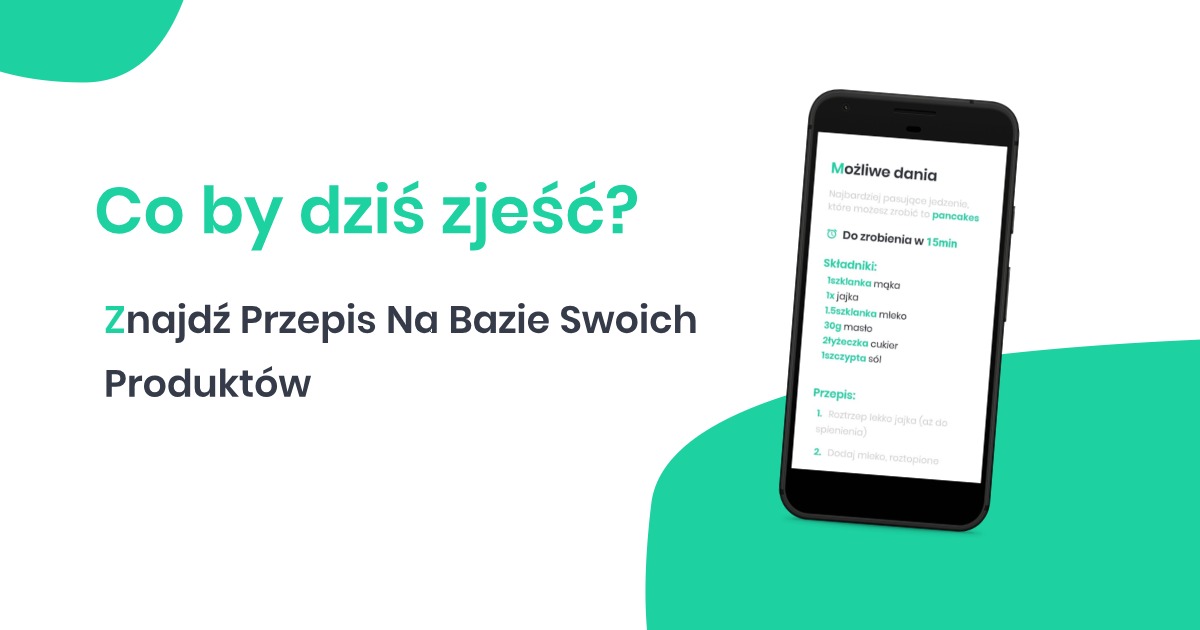 Co by dziś zjeść?
Znajdź Przepis Na Bazie Swoich
Produktów
Możliwe dania
Najbardziej pasujące jedzenie,
które możesz zrobić to pancakes
Do zrobienia w 15min
Składniki:
1szklanka mąka
1x jajka
1.5szklanka mleko
30g masło
2łyżeczka cukier
1szczypta sól
Przepis:
1. Roztrzep lekko jajka (aż do
spienienia)
2. Dodaj mleko, roztopione